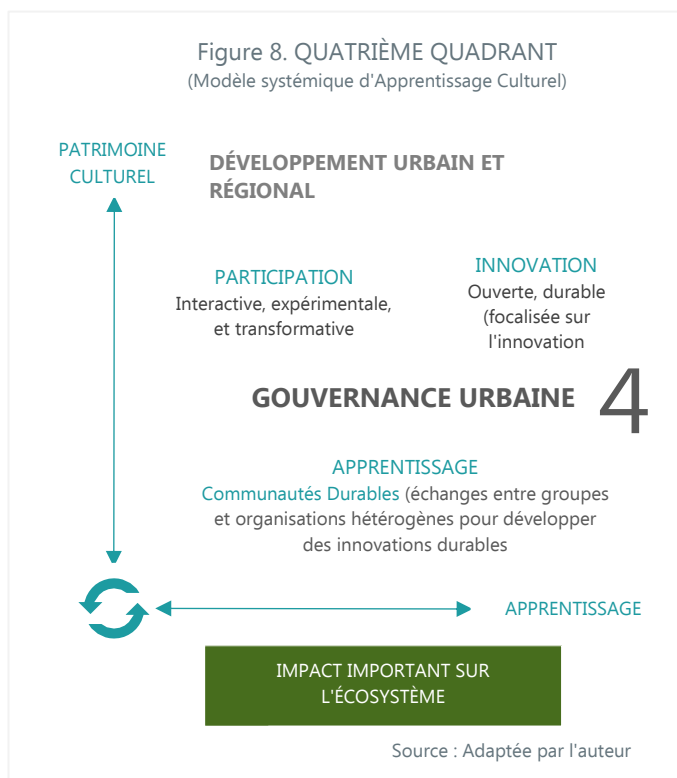 Figure 8. QUATRIÈME QUADRANT
(Modèle systémique d'Apprentissage Culturel)
PATRIMOINE
CULTUREL
DÉVELOPPEMENT URBAIN ET
RÉGIONAL
PARTICIPATION
Interactive, expérimentale,
et transformative
INNOVATION
Ouverte, durable
(focalisée sur
l'innovation
GOUVERNANCE URBAINE 4
APPRENTISSAGE
Communautés Durables (échanges entre groupes
et organisations hétérogènes pour développer
des innovations durables
APPRENTISSAGE
IMPACT IMPORTANT SUR
L'ÉCOSYSTÈME
Source : Adaptée par l'auteur